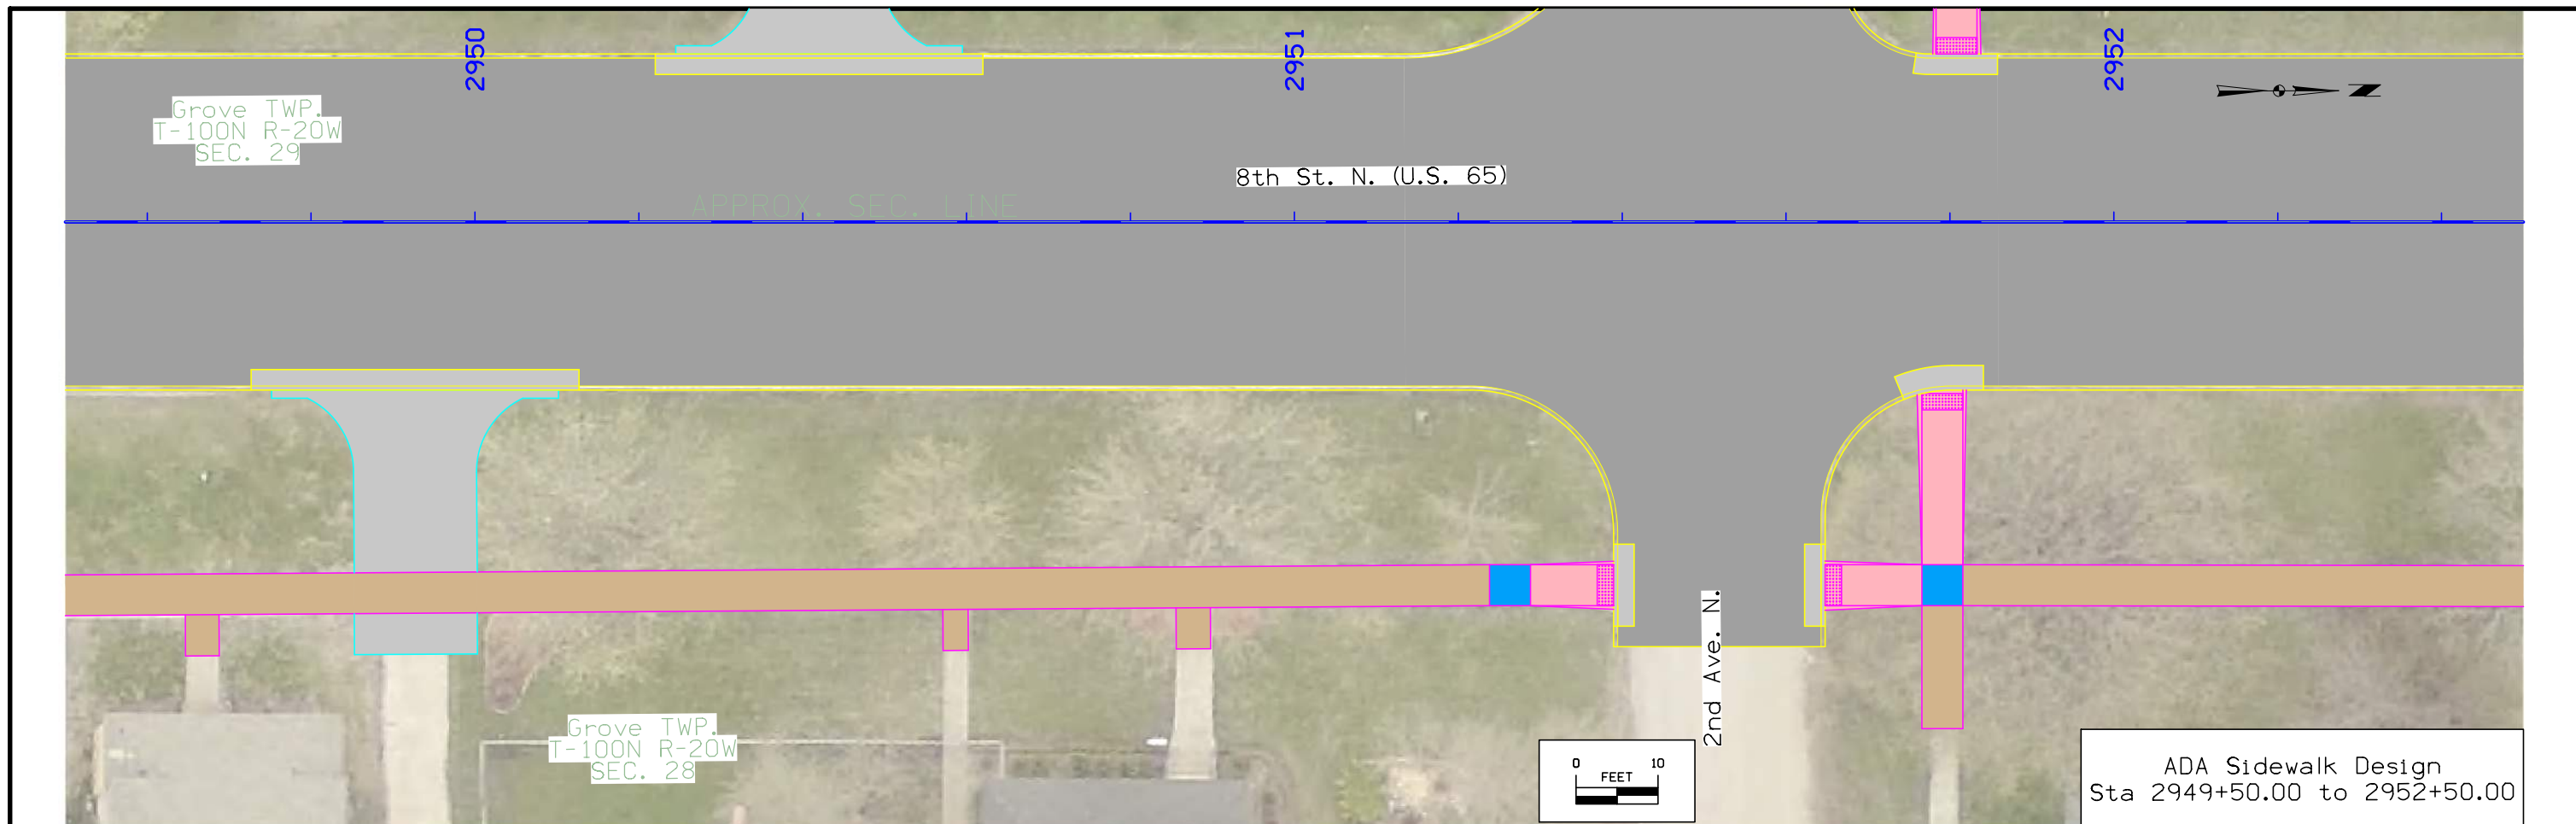 2950
2951
2952
Grove TWP.
T-100N R-20W
SEC. 29
N
8th St. N. (U.S. 65)
APPROX. SEC. LINE
2nd Ave. N.
Grove TWP.
T-100N R-20W
SEC. 28
0 10
FEET
ADA Sidewalk Design
Sta 2949+50.00 to 2952+50.00